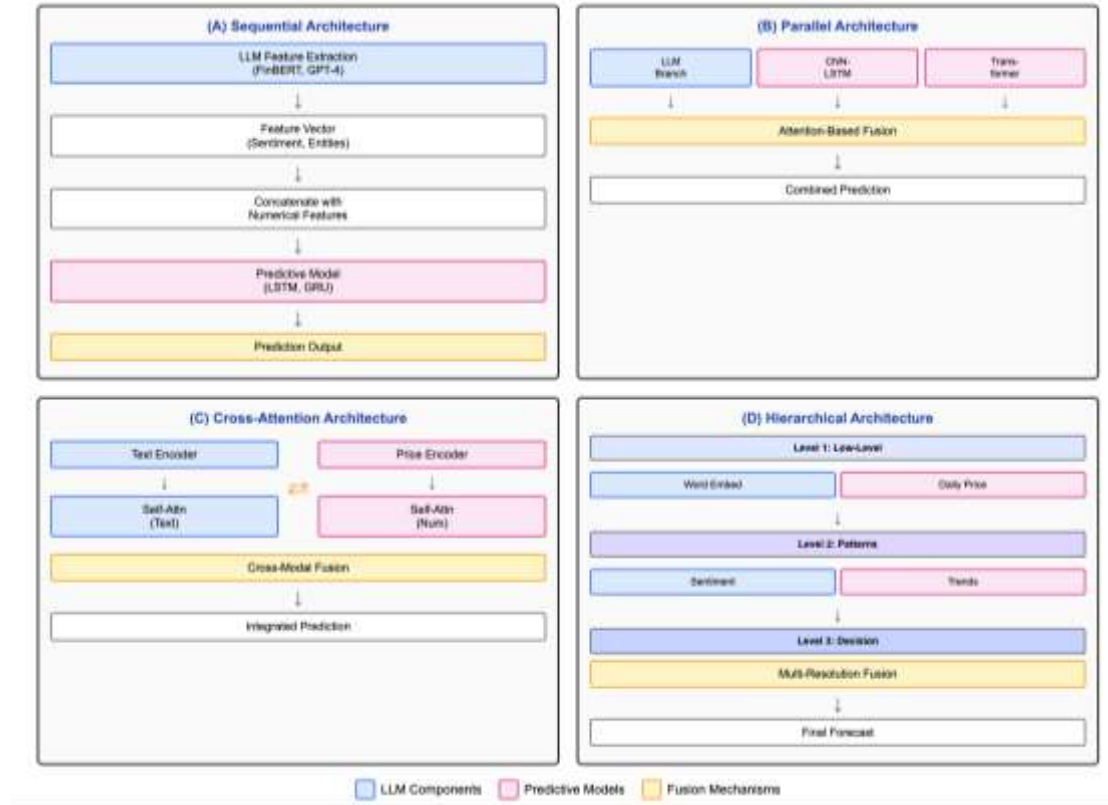 (A) Sequential Architecture
LLM Feature Extraction
(FinBERT, GPT-4)
Feature Vector
(Sentiment, Entities)
Concatenate with
Numerical Features
Predictive Model
(LSTM, GRU)
Prediction Output
(B) Parallel Architecture
LLM
Branch
CNN-
LSTM
Trans-
former
Attention-Based Fusion
Combined Prediction
(C) Cross-Attention Architecture
Text Encoder
Price Encoder
Self-Attn
(Text)
Self-Attn
(Num)
Cross-Modal Fusion
Integrated Prediction
(D) Hierarchical Architecture
Level 1: Low-Level
Word Embed
Daily Price
Level 2: Patterns
Sentiment
Trends
Level 3: Decision
Multi-Resolution Fusion
Final Forecast
LLM Components
Predictive Models
Fusion Mechanisms